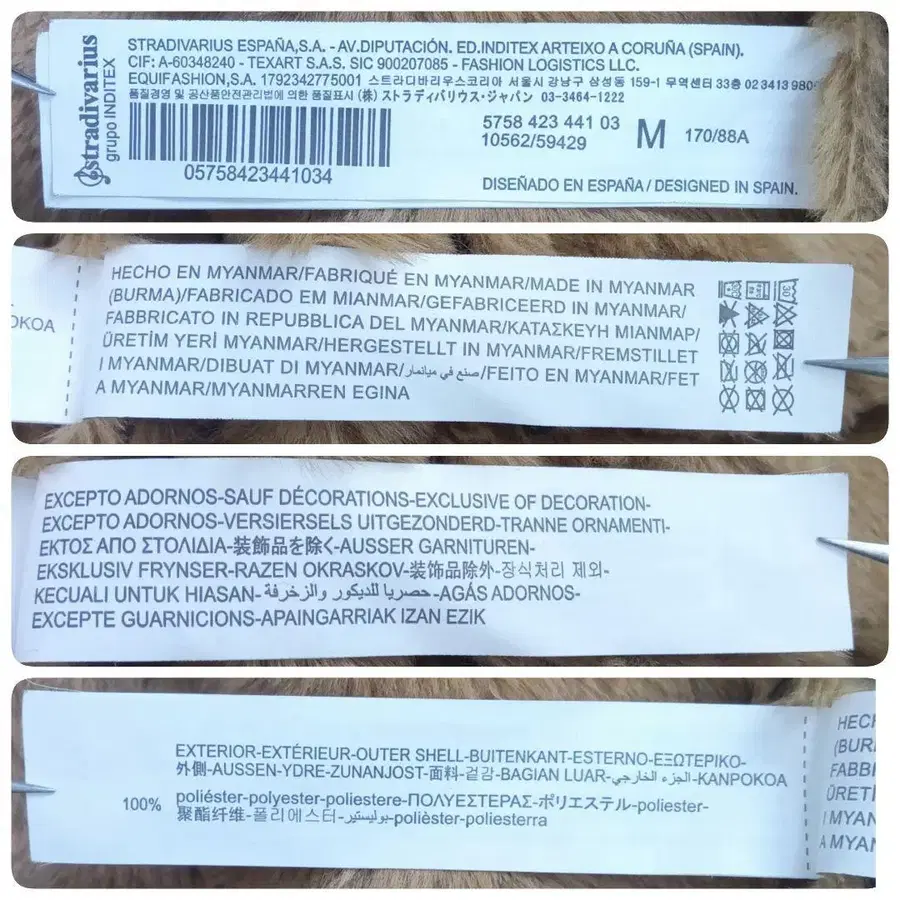 stradivarius
grupo INDITEX
STRADIVARIUS ESPAÑA,S.A. - AV.DIPUTACIÓN. ED.INDITEX ARTEIXO A CORUÑA (SPAIN).
CIF: A-60348240 - TEXART S.A.S. SIC 900207085 - FASHION LOGISTICS LLC.
EQUIFASHION,S.A. 1792342775001 스트라디바리우스코리아 서울시 강남구 삼성동 159-1 무역센터 33층 02 3413 980
품질경영 및 공산품안전관리법에 의한 품질표시 (株) ストラディバリウス・ジャパン 03-3464-1222
5758 423 441 03
10562/59429
M
170/88A
05758423441034
DISEÑADO EN ESPAÑA / DESIGNED IN SPAIN.
OKOA
HECHO EN MYANMAR/FABRIQUÉ EN MYANMAR/MADE IN MYANMAR
(BURMA)/FABRICADO EM MIANMAR/GEFABRICEERD IN MYANMAR/
FABBRICATO IN REPUBBLICA DEL MYANMAR/ΚΑΤΑΣΚΕΥΗ ΜΙΑΝΜΑΡ/
ÜRETİM YERİ MYANMAR/HERGESTELLT IN MYANMAR/FREMSTILLET
I MYANMAR/DIBUAT DI MYANMAR/صنع في ميانمار/FEITO EN MYANMAR/FET
A MYANMAR/MYANMARREN EGINA
30
EXCEPTO ADORNOS-SAUF DÉCORATIONS-EXCLUSIVE OF DECORATION-
EXCEPTO ADORNOS-VERSIERSELS UITGEZONDERD-TRANNE ORNAMENTI-
ΕΚΤΟΣ ΑΠΟ ΣΤΟΛΙΔΙΑ-装飾品を除く-AUSSER GARNITUREN-
EKSKLUSIV FRYNSER-RAZEN OKRASKOV-装饰品除外-장식처리 제외-
KECUALI UNTUK HIASAN-حصريا للديكور والزخرفة-AGÁS ADORNOS-
EXCEPTE GUARNICIONS-APAINGARRIAK IZAN EZIK
EXTERIOR-EXTÉRIEUR-OUTER SHELL-BUITENKANT-ESTERNO-ΕΞΩΤΕΡΙΚΟ-
外側-AUSSEN-YDRE-ZUNANJOST-面料-겉감-BAGIAN LUAR-الجزء الخارجي-KANPOKOA
100% poliéster-polyester-poliestere-ΠΟΛΥΕΣΤΕΡΑΣ-ポリエステル-poliester-
聚酯纤维-폴리에스터-بوليستير-polièster-poliesterra
HECH
(BURM
FABBI
ÜRETİ
I MYAN
A MYAN